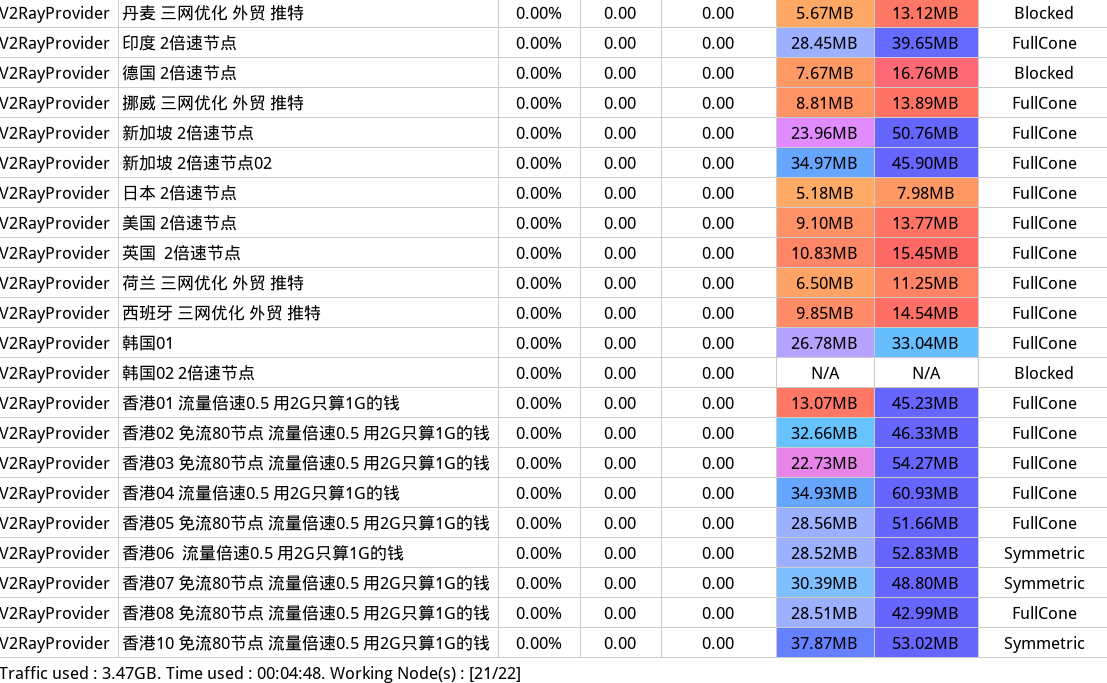 V2RayProvider 丹麦 三网优化 外贸 推特 0.00% 0.00 0.00 5.67MB 13.12MB Blocked
V2RayProvider 印度 2倍速节点 0.00% 0.00 0.00 28.45MB 39.65MB FullCone
V2RayProvider 德国 2倍速节点 0.00% 0.00 0.00 7.67MB 16.76MB Blocked
V2RayProvider 挪威 三网优化 外贸 推特 0.00% 0.00 0.00 8.81MB 13.89MB FullCone
V2RayProvider 新加坡 2倍速节点 0.00% 0.00 0.00 23.96MB 50.76MB FullCone
V2RayProvider 新加坡 2倍速节点02 0.00% 0.00 0.00 34.97MB 45.90MB FullCone
V2RayProvider 日本 2倍速节点 0.00% 0.00 0.00 5.18MB 7.98MB FullCone
V2RayProvider 美国 2倍速节点 0.00% 0.00 0.00 9.10MB 13.77MB FullCone
V2RayProvider 英国  2倍速节点 0.00% 0.00 0.00 10.83MB 15.45MB FullCone
V2RayProvider 荷兰 三网优化 外贸 推特 0.00% 0.00 0.00 6.50MB 11.25MB FullCone
V2RayProvider 西班牙 三网优化 外贸 推特 0.00% 0.00 0.00 9.85MB 14.54MB FullCone
V2RayProvider 韩国01 0.00% 0.00 0.00 26.78MB 33.04MB FullCone
V2RayProvider 韩国02 2倍速节点 0.00% 0.00 0.00 N/A N/A Blocked
V2RayProvider 香港01 流量倍速0.5 用2G只算1G的钱 0.00% 0.00 0.00 13.07MB 45.23MB FullCone
V2RayProvider 香港02 免流80节点 流量倍速0.5 用2G只算1G的钱 0.00% 0.00 0.00 32.66MB 46.33MB FullCone
V2RayProvider 香港03 免流80节点 流量倍速0.5 用2G只算1G的钱 0.00% 0.00 0.00 22.73MB 54.27MB FullCone
V2RayProvider 香港04 流量倍速0.5 用2G只算1G的钱 0.00% 0.00 0.00 34.93MB 60.93MB FullCone
V2RayProvider 香港05 免流80节点 流量倍速0.5 用2G只算1G的钱 0.00% 0.00 0.00 28.56MB 51.66MB FullCone
V2RayProvider 香港06  流量倍速0.5 用2G只算1G的钱 0.00% 0.00 0.00 28.52MB 52.83MB Symmetric
V2RayProvider 香港07 免流80节点 流量倍速0.5 用2G只算1G的钱 0.00% 0.00 0.00 30.39MB 48.80MB Symmetric
V2RayProvider 香港08 免流80节点 流量倍速0.5 用2G只算1G的钱 0.00% 0.00 0.00 28.51MB 42.99MB FullCone
V2RayProvider 香港10 免流80节点 流量倍速0.5 用2G只算1G的钱 0.00% 0.00 0.00 37.87MB 53.02MB Symmetric
Traffic used : 3.47GB. Time used : 00:04:48. Working Node(s) : [21/22]